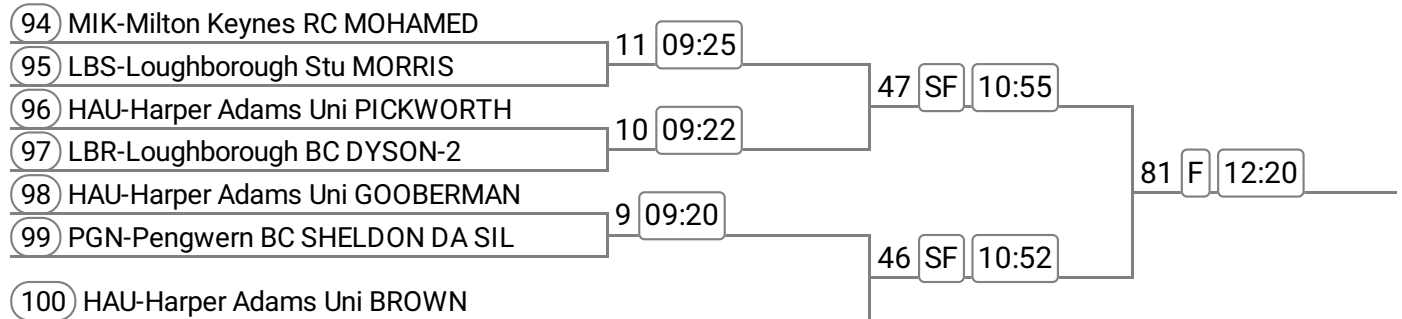 94 MIK-Milton Keynes RC MOHAMED
11 09:25
95 LBS-Loughborough Stu MORRIS
47 SF 10:55
96 HAU-Harper Adams Uni PICKWORTH
10 09:22
97 LBR-Loughborough BC DYSON-2
81 F 12:20
98 HAU-Harper Adams Uni GOOBERMAN
9 09:20
99 PGN-Pengwern BC SHELDON DA SIL
46 SF 10:52
100 HAU-Harper Adams Uni BROWN